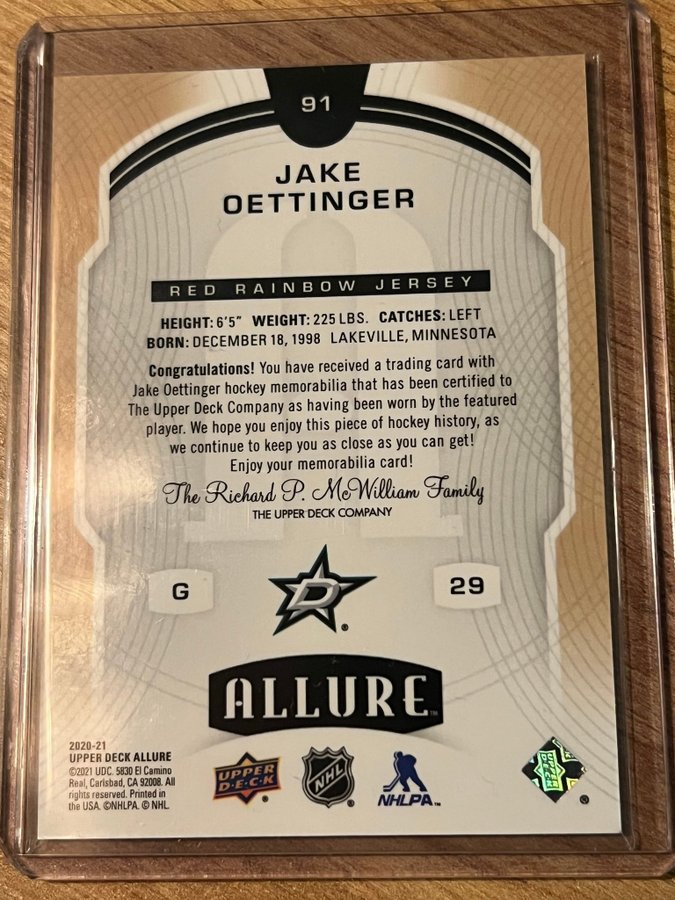 91
JAKE
OETTINGER
RED RAINBOW JERSEY
HEIGHT: 6'5" WEIGHT: 225 LBS. CATCHES: LEFT
BORN: DECEMBER 18, 1998 LAKEVILLE, MINNESOTA
Congratulations! You have received a trading card with
Jake Oettinger hockey memorabilia that has been certified to
The Upper Deck Company as having been worn by the featured
player. We hope you enjoy this piece of hockey history, as
we continue to keep you as close as you can get!
Enjoy your memorabilia card!
The Richard P. McWilliam Family
THE UPPER DECK COMPANY
G
D
®
29
ALLURE™
2020-21
UPPER DECK ALLURE
©2021 UDC. 5830 El Camino
Real, Carlsbad, CA 92008. All
rights reserved. Printed in
the USA. ©NHLPA. © NHL.
UPPER
D·E·C·K ®
NHL ®
NHLPA™
UPPER
DECK
®